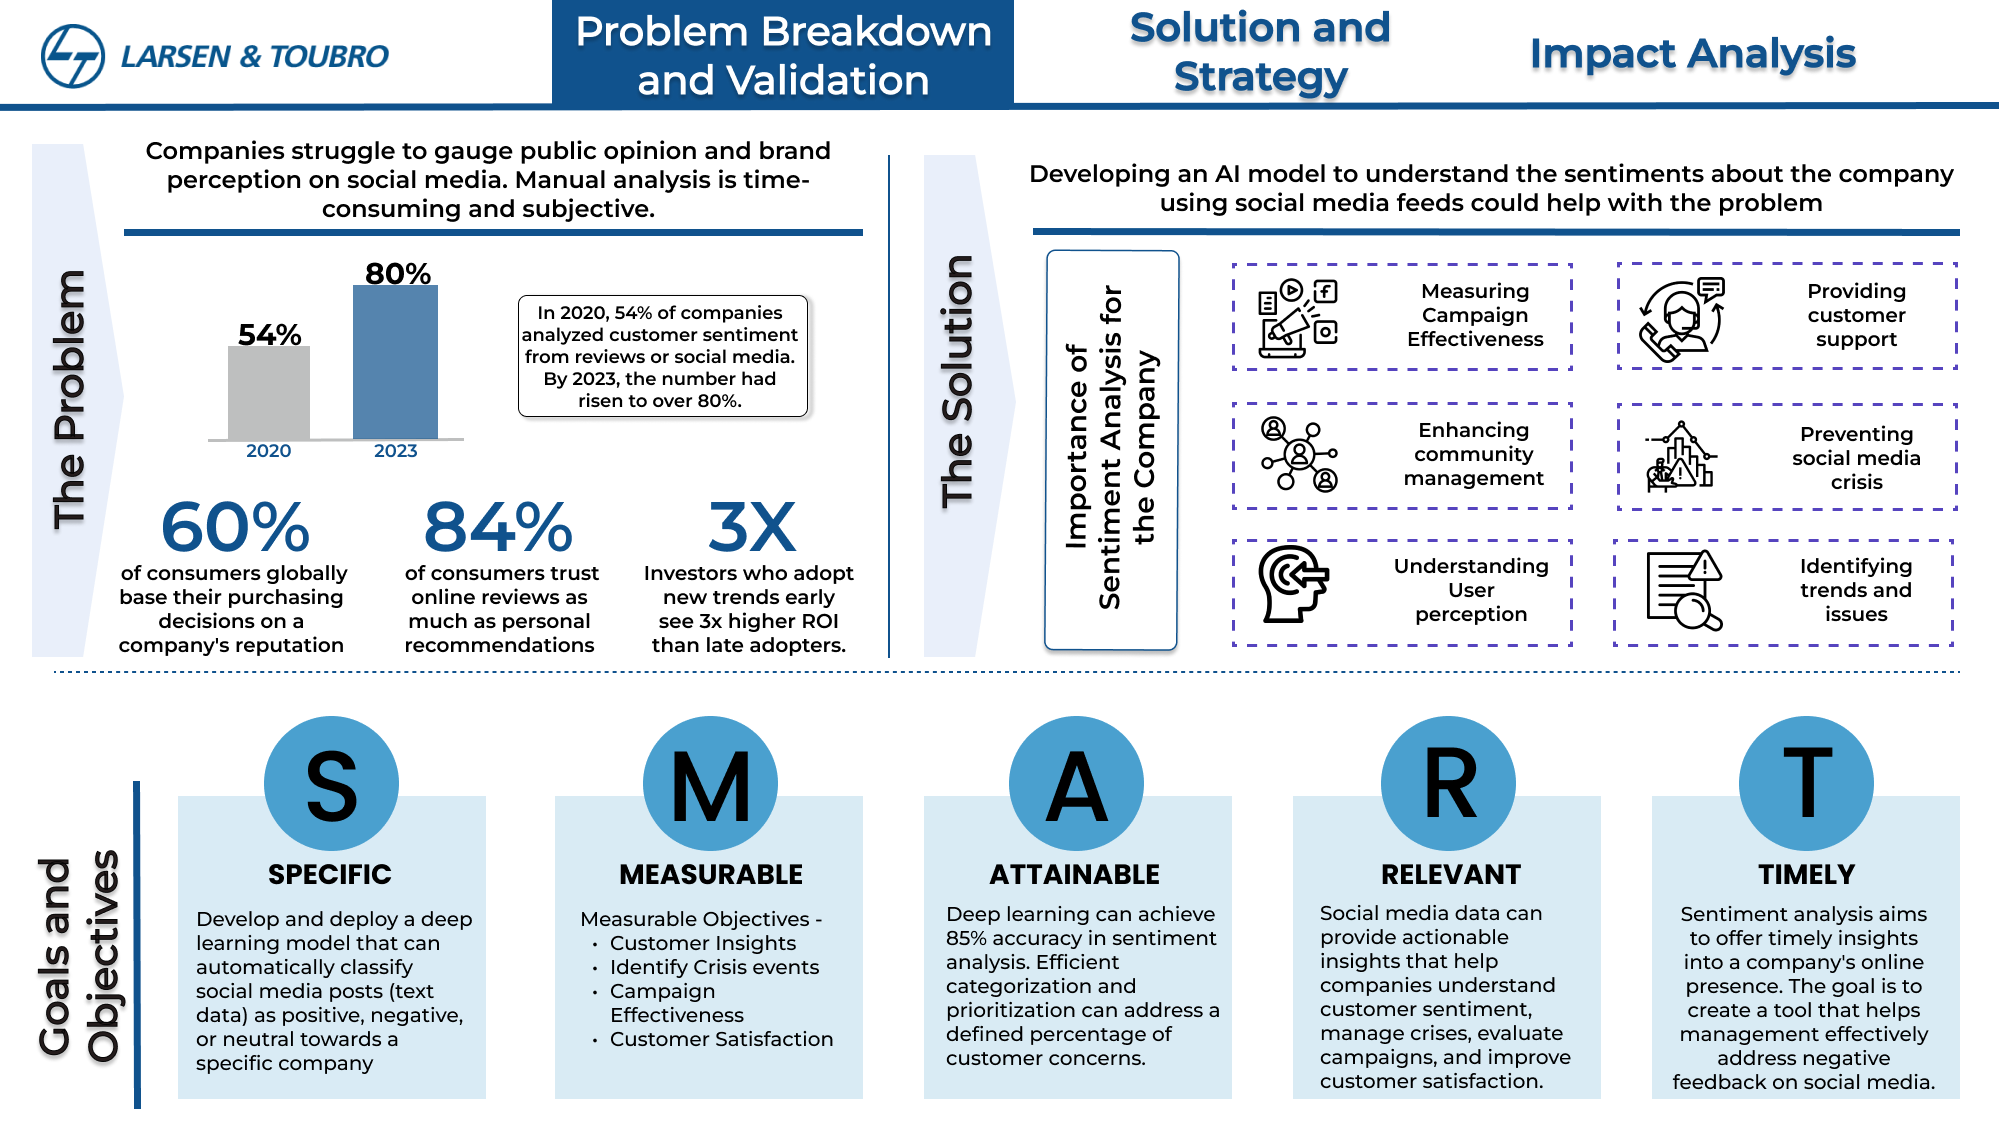 LARSEN & TOUBRO
Problem Breakdown
and Validation
Solution and
Strategy
Impact Analysis
The Problem
Companies struggle to gauge public opinion and brand
perception on social media. Manual analysis is time-
consuming and subjective.
54%
80%
2020
2023
In 2020, 54% of companies
analyzed customer sentiment
from reviews or social media.
By 2023, the number had
risen to over 80%.
60%
of consumers globally
base their purchasing
decisions on a
company's reputation
84%
of consumers trust
online reviews as
much as personal
recommendations
3X
Investors who adopt
new trends early
see 3x higher ROI
than late adopters.
The Solution
Developing an AI model to understand the sentiments about the company
using social media feeds could help with the problem
Importance of
Sentiment Analysis for
the Company
Measuring
Campaign
Effectiveness
Providing
customer
support
Enhancing
community
management
Preventing
social media
crisis
Understanding
User
perception
Identifying
trends and
issues
Goals and
Objectives
S
SPECIFIC
Develop and deploy a deep
learning model that can
automatically classify
social media posts (text
data) as positive, negative,
or neutral towards a
specific company
M
MEASURABLE
Measurable Objectives -
• Customer Insights
• Identify Crisis events
• Campaign
Effectiveness
• Customer Satisfaction
A
ATTAINABLE
Deep learning can achieve
85% accuracy in sentiment
analysis. Efficient
categorization and
prioritization can address a
defined percentage of
customer concerns.
R
RELEVANT
Social media data can
provide actionable
insights that help
companies understand
customer sentiment,
manage crises, evaluate
campaigns, and improve
customer satisfaction.
T
TIMELY
Sentiment analysis aims
to offer timely insights
into a company's online
presence. The goal is to
create a tool that helps
management effectively
address negative
feedback on social media.